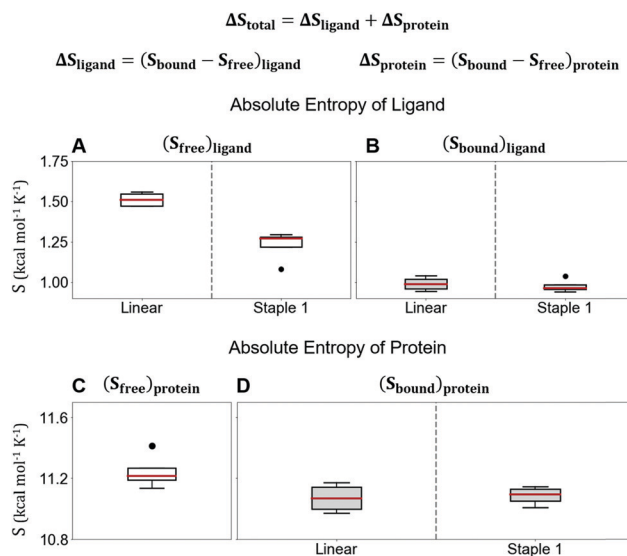 ΔS_total = ΔS_ligand + ΔS_protein
ΔS_ligand = (S_bound − S_free)_ligand ΔS_protein = (S_bound − S_free)_protein
Absolute Entropy of Ligand
A (S_free)_ligand B (S_bound)_ligand
S (kcal mol⁻¹ K⁻¹)
1.75
1.50
1.25
1.00
Linear Staple 1 Linear Staple 1
Absolute Entropy of Protein
C (S_free)_protein D (S_bound)_protein
S (kcal mol⁻¹ K⁻¹)
11.6
11.2
10.8
Linear Staple 1